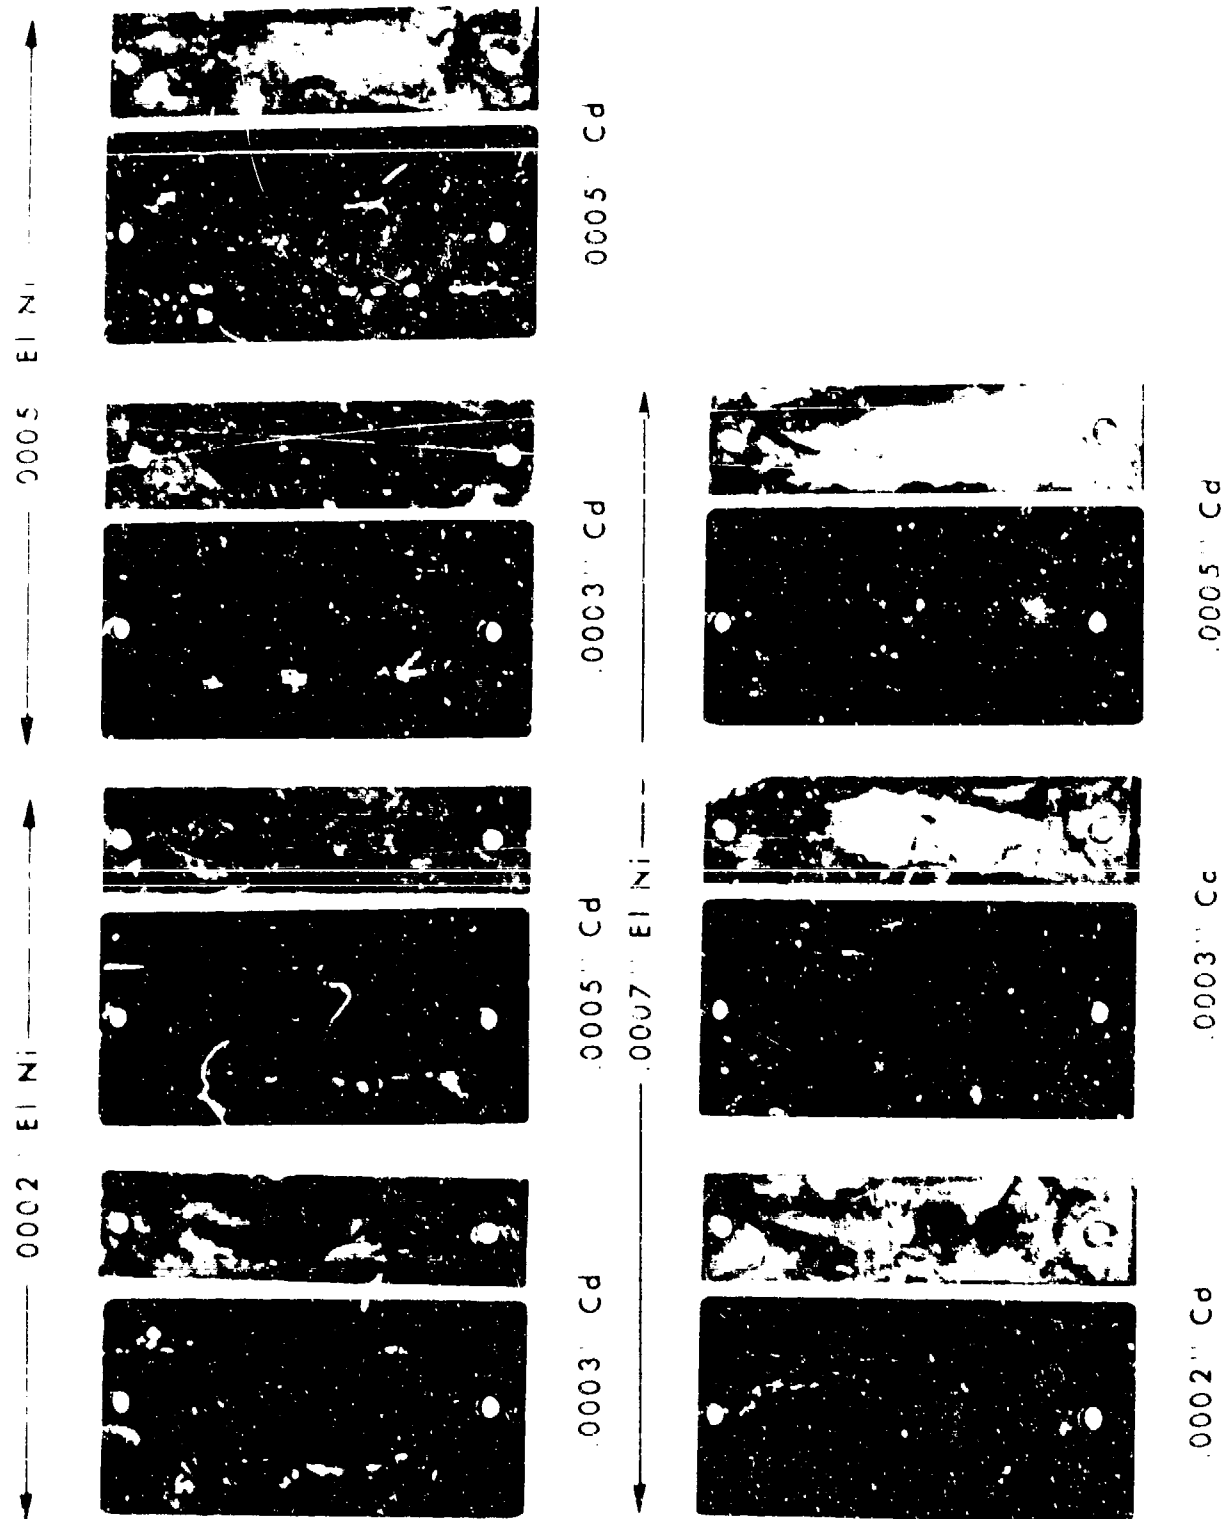 0002" El Ni
0005 El Ni
.0003' Cd
.0005'' Cd
.0003'' Cd
0005' Cd
.0007'' El Ni
.0002'' Cd
.0003'' Cd
.0005'' Cd